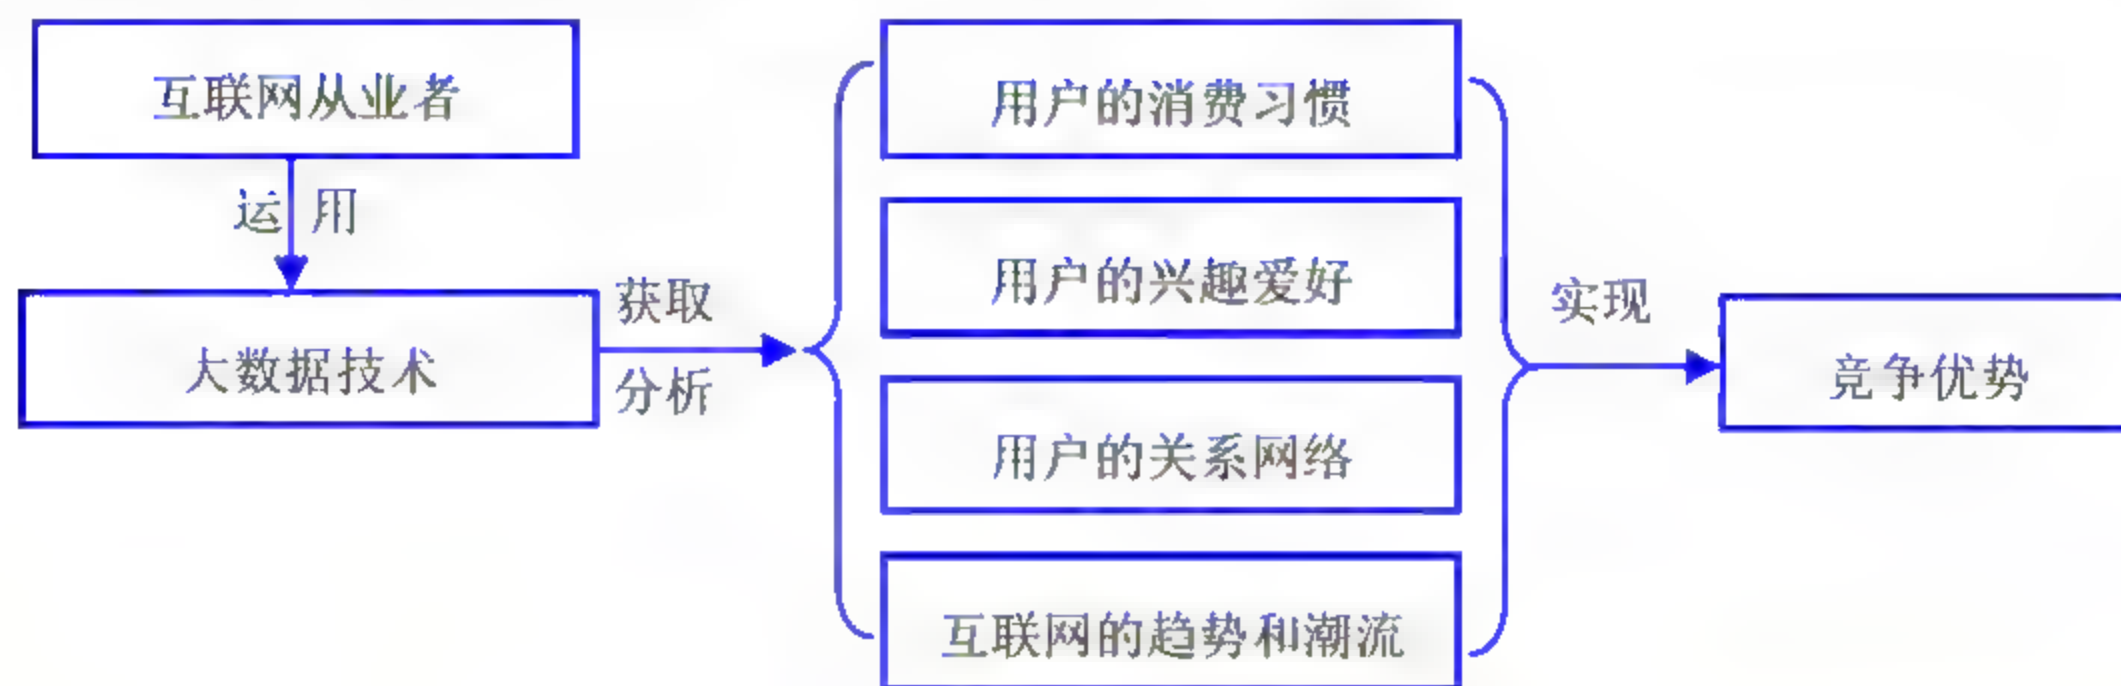 互联网从业者
运用
大数据技术
获取
分析
用户的消费习惯
用户的兴趣爱好
用户的关系网络
互联网的趋势和潮流
实现
竞争优势